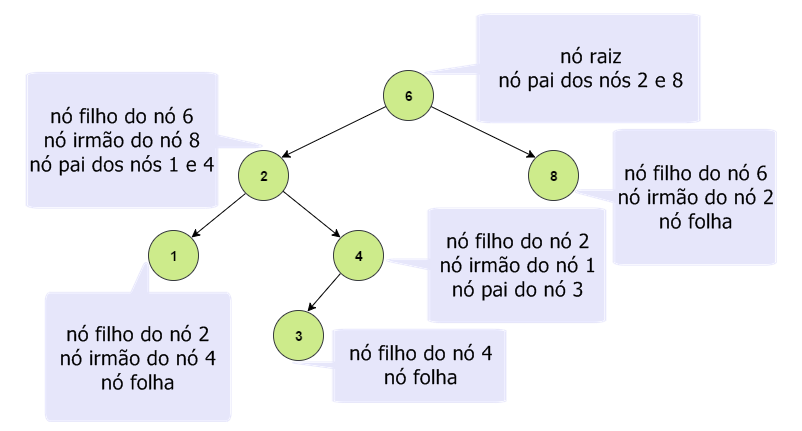 nó raiz
nó pai dos nós 2 e 8
6
nó filho do nó 6
nó irmão do nó 8
nó pai dos nós 1 e 4
2
8
nó filho do nó 6
nó irmão do nó 2
nó folha
1
4
nó filho do nó 2
nó irmão do nó 1
nó pai do nó 3
nó filho do nó 2
nó irmão do nó 4
nó folha
3
nó filho do nó 4
nó folha